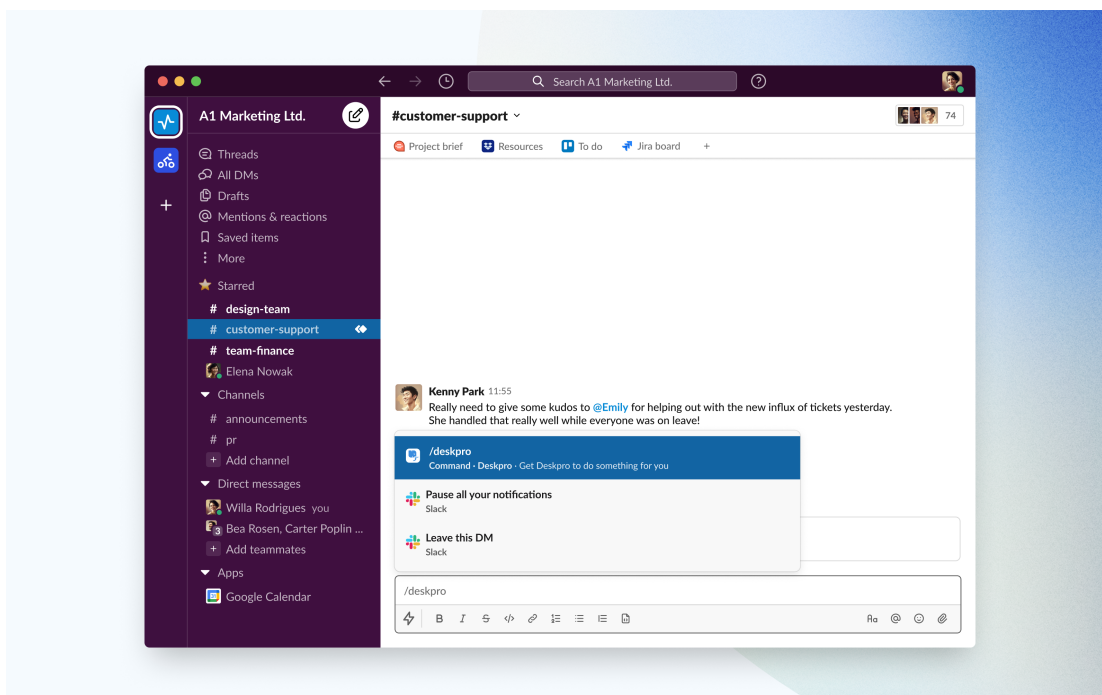 Search A1 Marketing Ltd.
A1 Marketing Ltd.
Threads
All DMs
Drafts
Mentions & reactions
Saved items
More
Starred
# design-team
# customer-support
# team-finance
Elena Nowak
Channels
# announcements
# pr
+ Add channel
Direct messages
Willa Rodrigues you
3 Bea Rosen, Carter Poplin ...
+ Add teammates
Apps
Google Calendar
#customer-support
74
Project brief Resources To do Jira board +
Kenny Park 11:55
Really need to give some kudos to @Emily for helping out with the new influx of tickets yesterday.
She handled that really well while everyone was on leave!
/deskpro
Command · Deskpro · Get Deskpro to do something for you
Pause all your notifications
Slack
Leave this DM
Slack
/deskpro
B I S </> Aa @